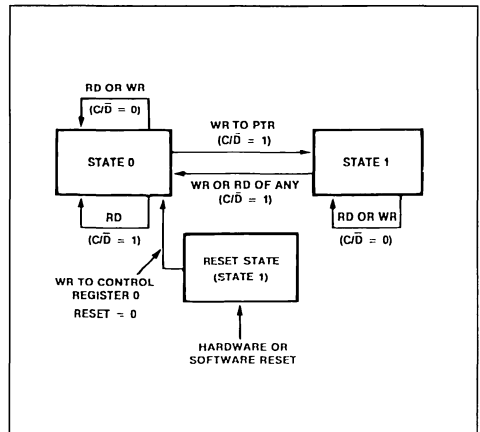 RD OR WR
(C/D̅ = 0)
STATE 0
WR TO PTR
(C/D̅ = 1)
WR OR RD OF ANY
(C/D̅ = 1)
STATE 1
RD
(C/D̅ = 1)
RD OR WR
(C/D̅ = 0)
RESET STATE
(STATE 1)
WR TO CONTROL
REGISTER 0
RESET = 0
HARDWARE OR
SOFTWARE RESET